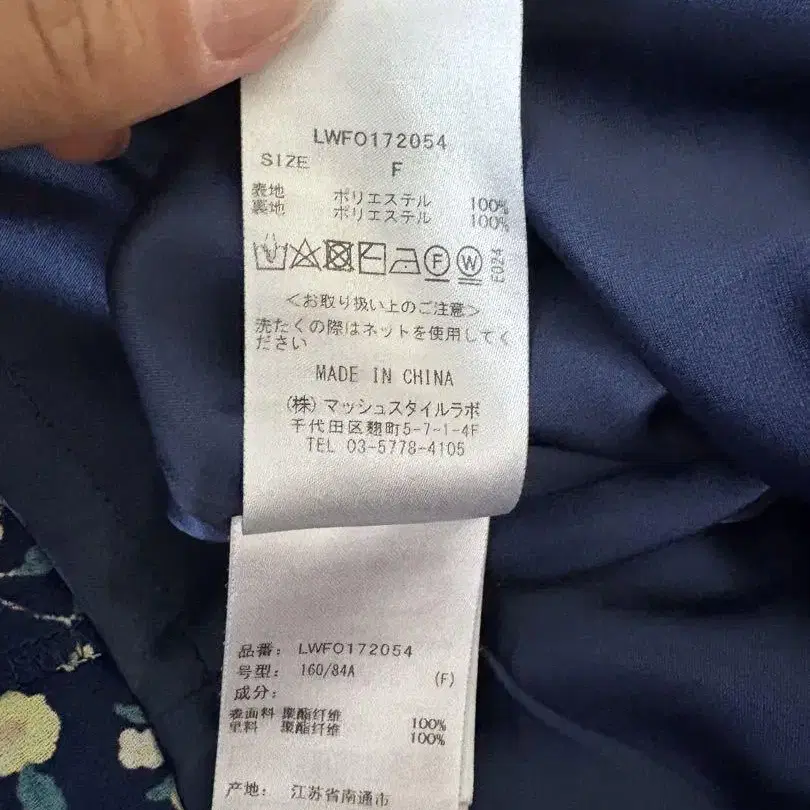 LWFO172054
SIZE F
表地 ポリエステル 100%
裏地 ポリエステル 100%
F W E024
<お取り扱い上のご注意>
洗たくの際はネットを使用してく
ださい
MADE IN CHINA
(株)マッシュスタイルラボ
千代田区麹町5-7-1-4F
TEL 03-5778-4105
品番: LWFO172054
号型: 160/84A (F)
成分:
表面料 聚酯纤维 100%
里料 聚酯纤维 100%
产地: 江苏省南通市